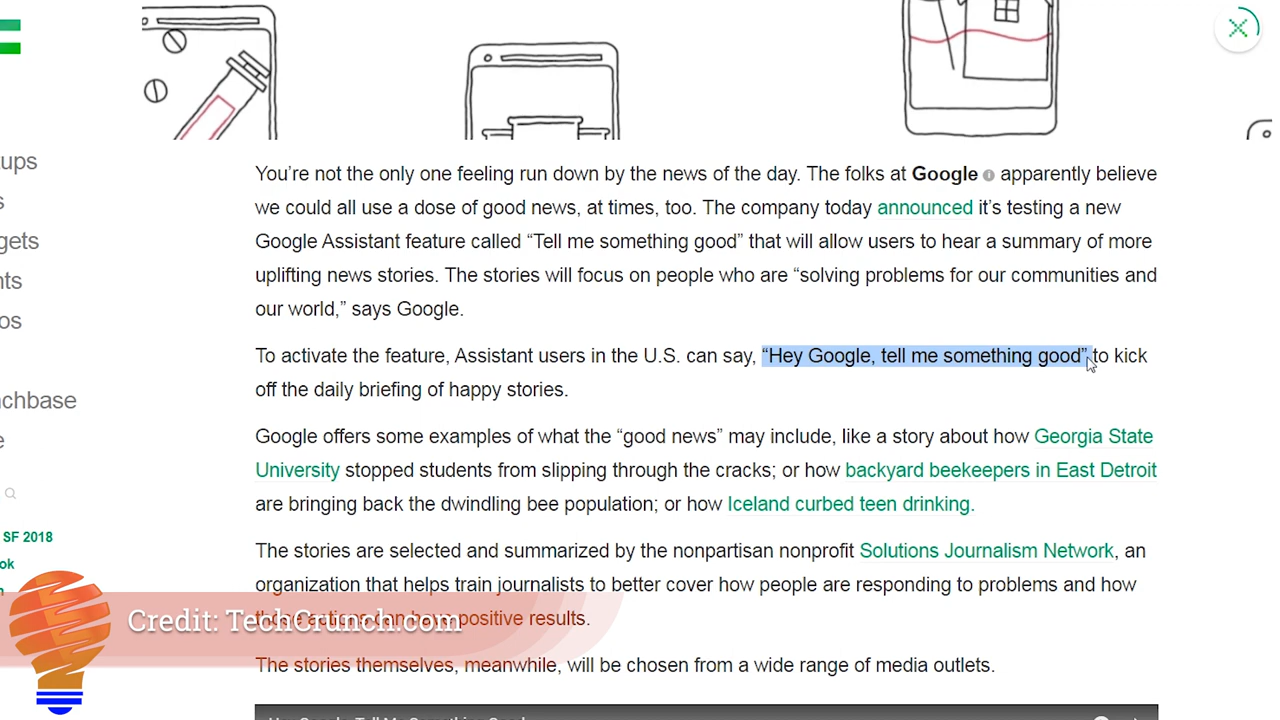 You’re not the only one feeling run down by the news of the day. The folks at Google apparently believe
we could all use a dose of good news, at times, too. The company today announced it’s testing a new
Google Assistant feature called “Tell me something good” that will allow users to hear a summary of more
uplifting news stories. The stories will focus on people who are “solving problems for our communities and
our world,” says Google.
To activate the feature, Assistant users in the U.S. can say, “Hey Google, tell me something good” to kick
off the daily briefing of happy stories.
Google offers some examples of what the “good news” may include, like a story about how Georgia State
University stopped students from slipping through the cracks; or how backyard beekeepers in East Detroit
are bringing back the dwindling bee population; or how Iceland curbed teen drinking.
The stories are selected and summarized by the nonpartisan nonprofit Solutions Journalism Network, an
organization that helps train journalists to better cover how people are responding to problems and how
those actions can have positive results.
The stories themselves, meanwhile, will be chosen from a wide range of media outlets.
ups
s
gets
nts
os
nchbase
e
SF 2018
ok
Credit: TechCrunch.com